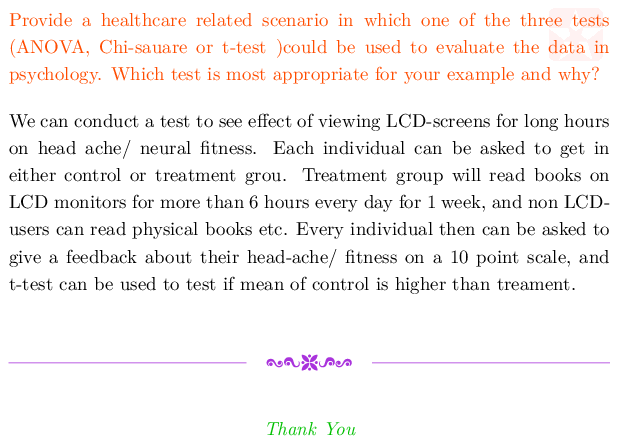 Provide a healthcare related scenario in which one of the three tests
(ANOVA, Chi-sauare or t-test )could be used to evaluate the data in
psychology. Which test is most appropriate for your example and why?
We can conduct a test to see effect of viewing LCD-screens for long hours
on head ache/ neural fitness. Each individual can be asked to get in
either control or treatment grou. Treatment group will read books on
LCD monitors for more than 6 hours every day for 1 week, and non LCD-
users can read physical books etc. Every individual then can be asked to
give a feedback about their head-ache/ fitness on a 10 point scale, and
t-test can be used to test if mean of control is higher than treament.
Thank You